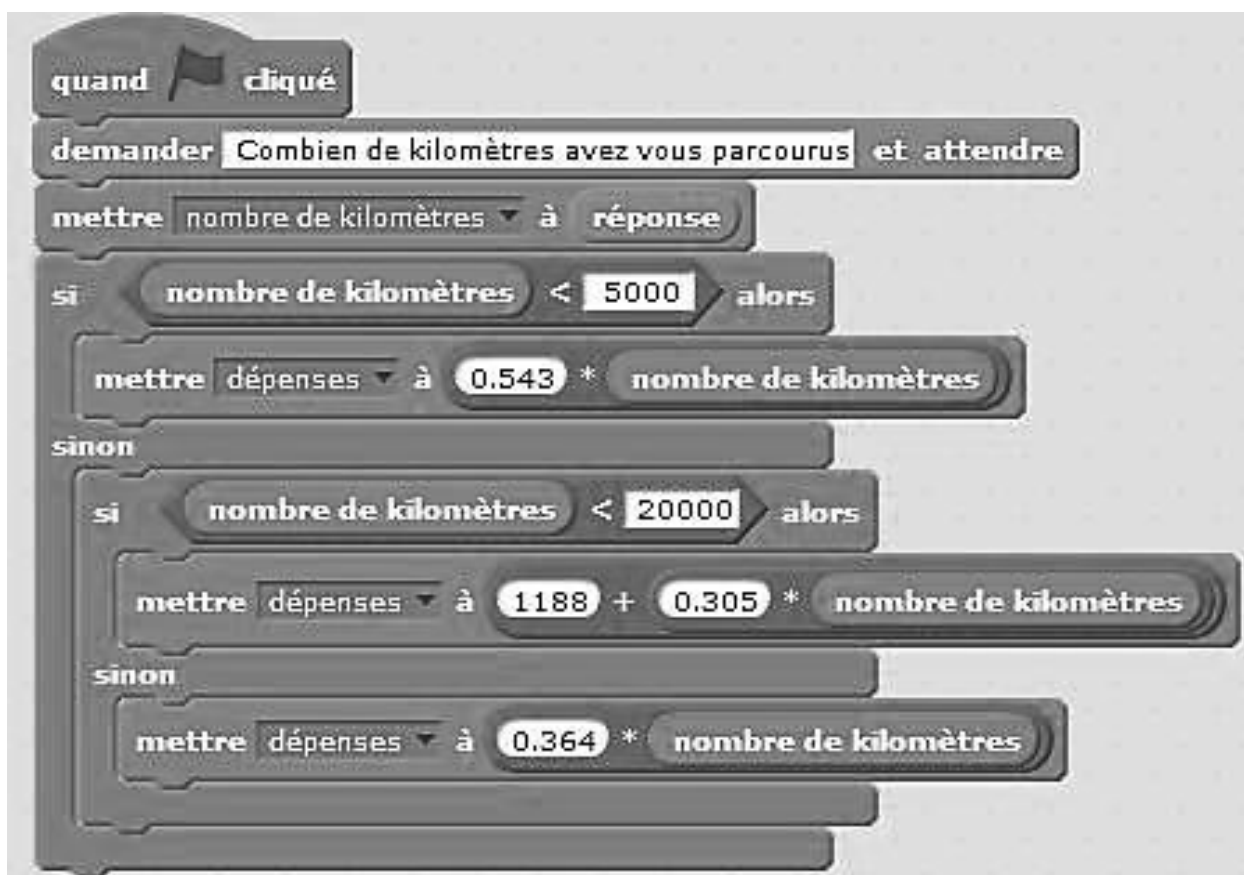 quand cliqué
demander Combien de kilomètres avez vous parcourus et attendre
mettre nombre de kilomètres à réponse
si nombre de kilomètres < 5000 alors
mettre dépenses à 0.543 * nombre de kilomètres
sinon
si nombre de kilomètres < 20000 alors
mettre dépenses à 1188 + 0.305 * nombre de kilomètres
sinon
mettre dépenses à 0.364 * nombre de kilomètres